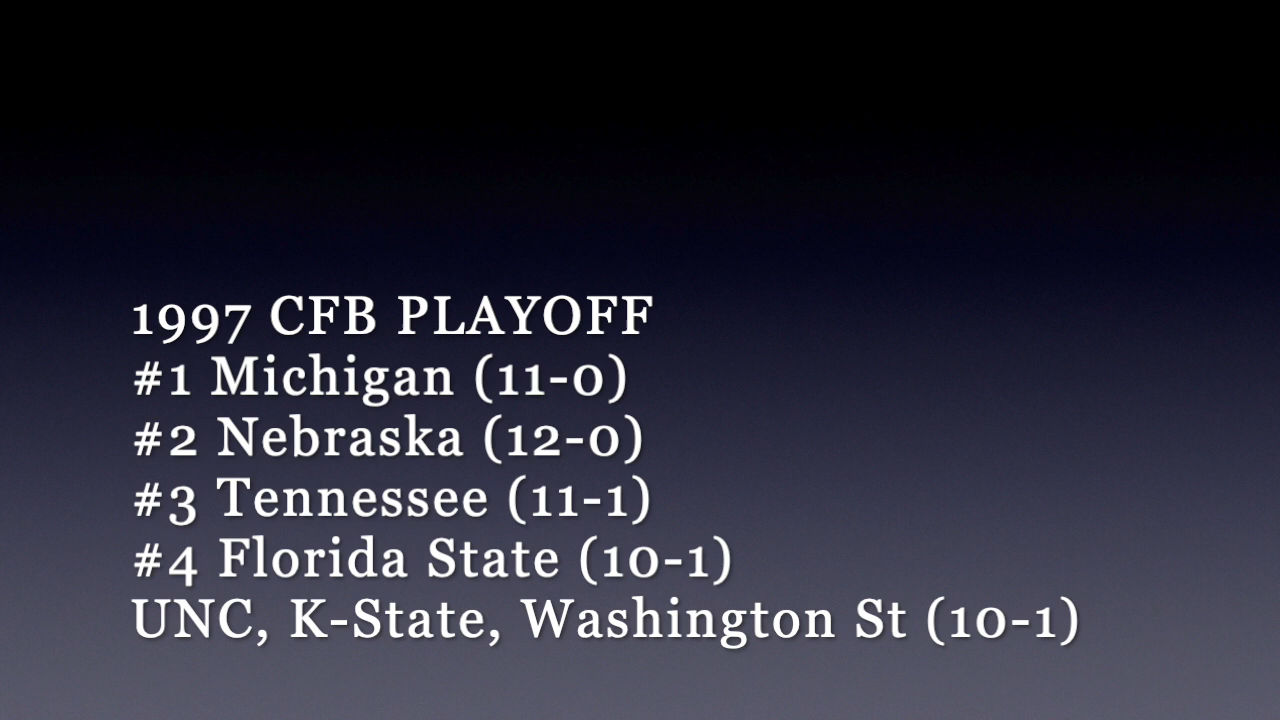 1997 CFB PLAYOFF
#1 Michigan (11-0)
#2 Nebraska (12-0)
#3 Tennessee (11-1)
#4 Florida State (10-1)
UNC, K-State, Washington St (10-1)